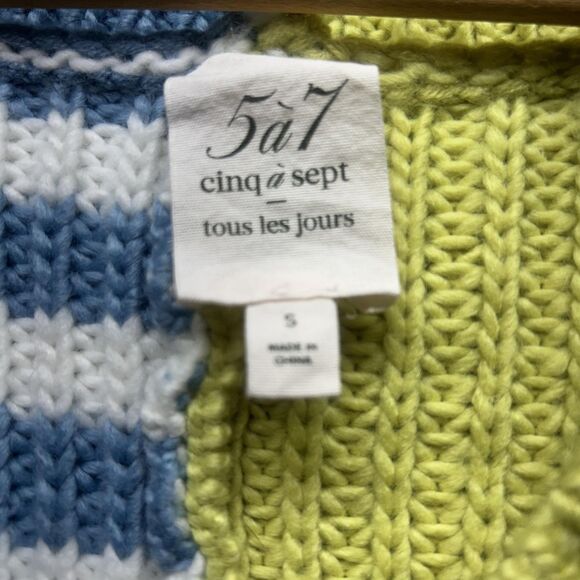 5à7
cinq à sept
tous les jours
S
MADE IN
CHINA